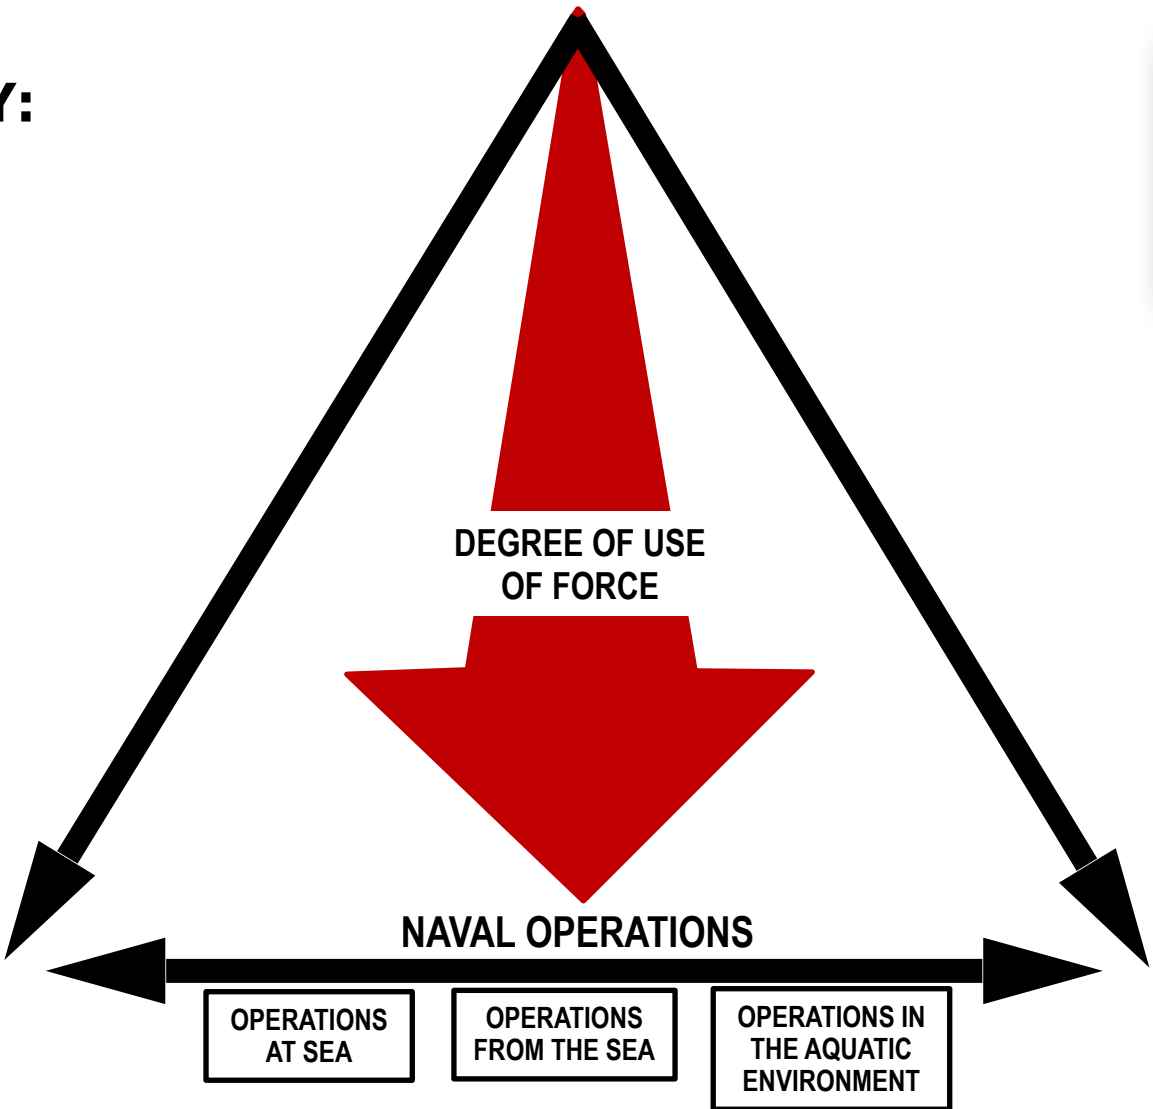 Y:
DEGREE OF USE
OF FORCE
NAVAL OPERATIONS
OPERATIONS
AT SEA
OPERATIONS
FROM THE SEA
OPERATIONS IN
THE AQUATIC
ENVIRONMENT